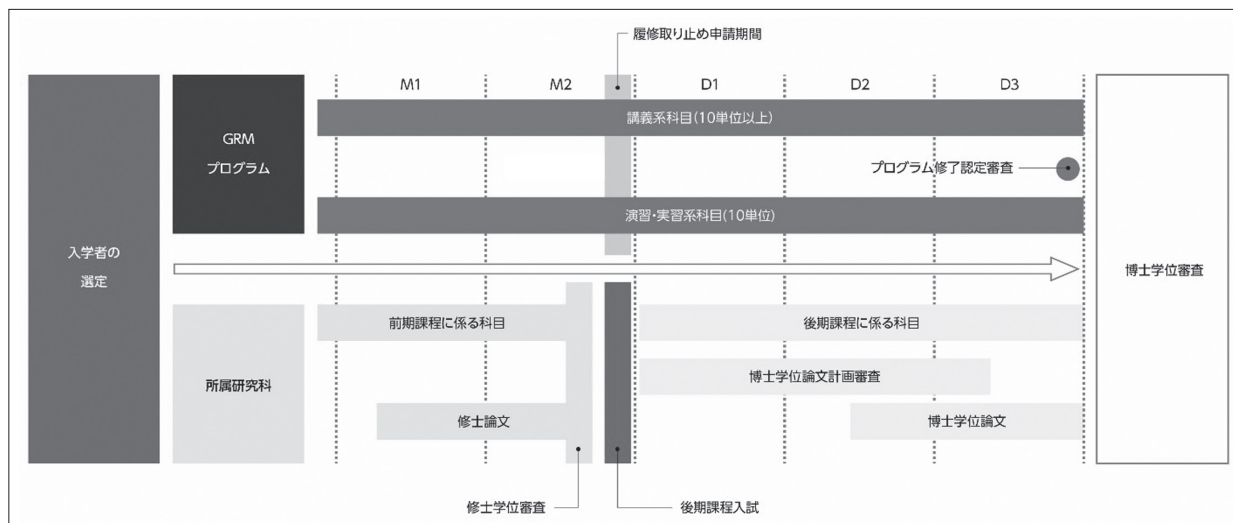 履修取り止め申請期間
M1
M2
D1
D2
D3
入学者の
選定
GRM
プログラム
講義系科目(10単位以上)
プログラム修了認定審査
演習・実習系科目(10単位)
博士学位審査
所属研究科
前期課程に係る科目
後期課程に係る科目
博士学位論文計画審査
修士論文
博士学位論文
修士学位審査
後期課程入試